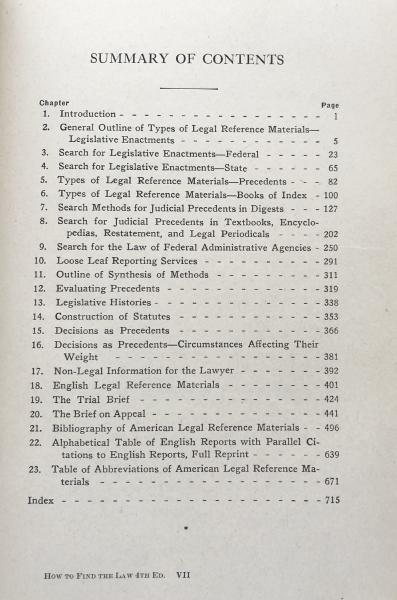 SUMMARY OF CONTENTS
Chapter Page
1. Introduction - - - - - - - - - - - - - - - - 1
2. General Outline of Types of Legal Reference Materials—
Legislative Enactments - - - - - - - - - - - 5
3. Search for Legislative Enactments—Federal - - - - - 23
4. Search for Legislative Enactments—State - - - - - - 65
5. Types of Legal Reference Materials—Precedents - - - 82
6. Types of Legal Reference Materials—Books of Index - - 100
7. Search Methods for Judicial Precedents in Digests - - - 127
8. Search for Judicial Precedents in Textbooks, Encyclo-
pedias, Restatement, and Legal Periodicals - - - - 202
9. Search for the Law of Federal Administrative Agencies - 250
10. Loose Leaf Reporting Services - - - - - - - - - 291
11. Outline of Synthesis of Methods - - - - - - - - 311
12. Evaluating Precedents - - - - - - - - - - - - 319
13. Legislative Histories - - - - - - - - - - - - - 338
14. Construction of Statutes - - - - - - - - - - - 353
15. Decisions as Precedents - - - - - - - - - - - 366
16. Decisions as Precedents—Circumstances Affecting Their
Weight - - - - - - - - - - - - - - - 381
17. Non-Legal Information for the Lawyer - - - - - - 392
18. English Legal Reference Materials - - - - - - - - 401
19. The Trial Brief - - - - - - - - - - - - - - 424
20. The Brief on Appeal - - - - - - - - - - - - - 441
21. Bibliography of American Legal Reference Materials - - 496
22. Alphabetical Table of English Reports with Parallel Ci-
tations to English Reports, Full Reprint - - - - - - 639
23. Table of Abbreviations of American Legal Reference Ma-
terials - - - - - - - - - - - - - - - - 671
Index - - - - - - - - - - - - - - - - - - 715
*
HOW TO FIND THE LAW 4TH ED. VII